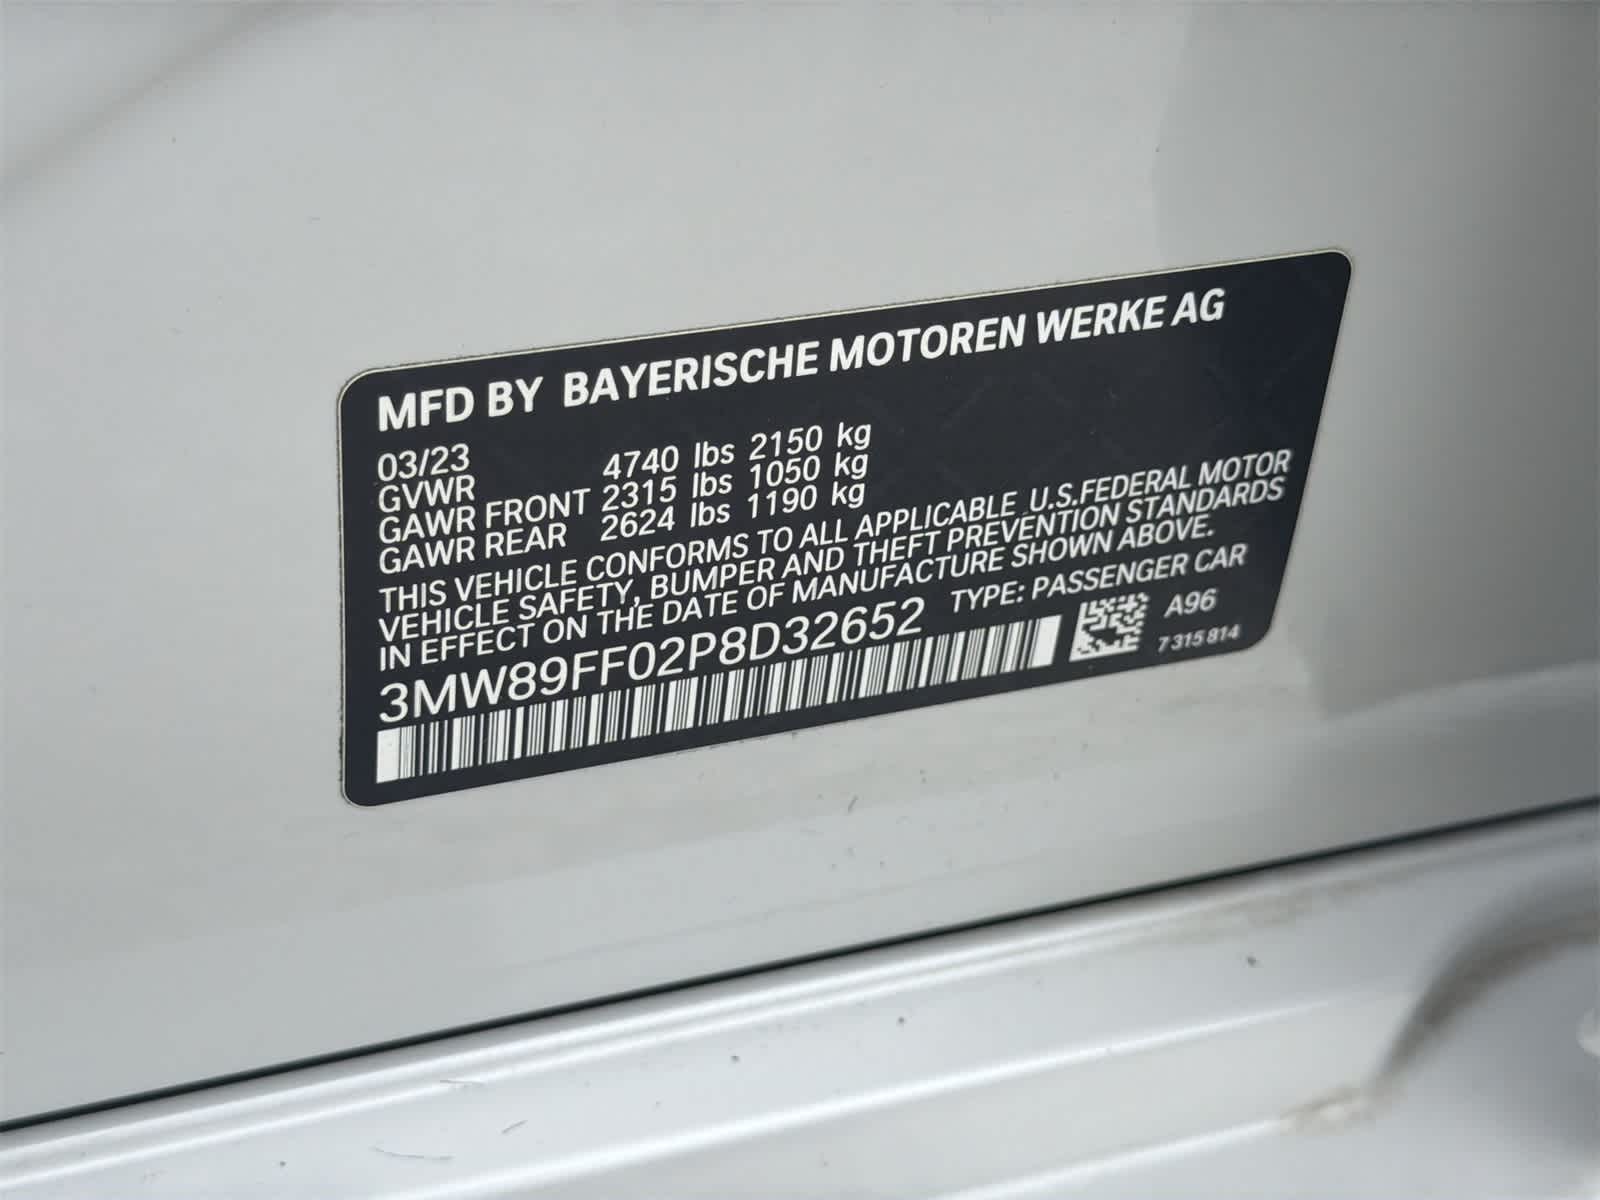 MFD BY BAYERISCHE MOTOREN WERKE AG
03/23
GVWR 4740 lbs 2150 kg
GAWR FRONT 2315 lbs 1050 kg
GAWR REAR 2624 lbs 1190 kg
THIS VEHICLE CONFORMS TO ALL APPLICABLE U.S.FEDERAL MOTOR
VEHICLE SAFETY, BUMPER AND THEFT PREVENTION STANDARDS
IN EFFECT ON THE DATE OF MANUFACTURE SHOWN ABOVE.
3MW89FF02P8D32652 TYPE: PASSENGER CAR
A96
7 315 814